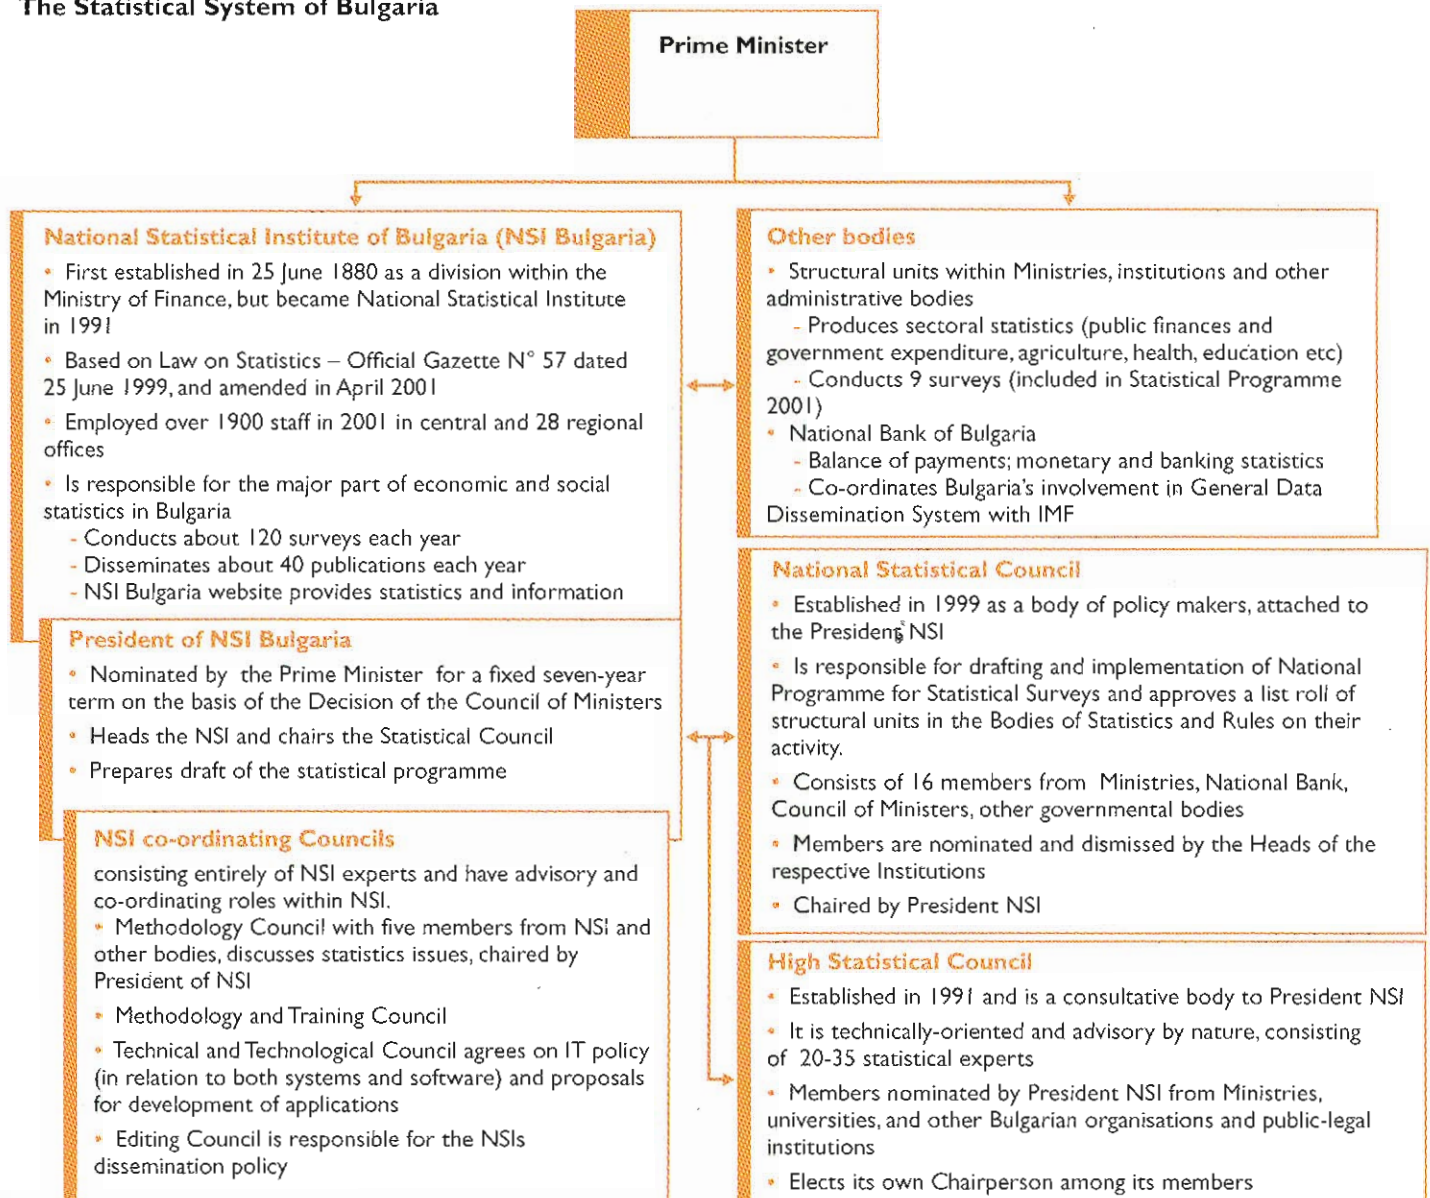 The Statistical System of Bulgaria
Prime Minister
National Statistical Institute of Bulgaria (NSI Bulgaria)
• First established in 25 June 1880 as a division within the
Ministry of Finance, but became National Statistical Institute
in 1991
• Based on Law on Statistics – Official Gazette N° 57 dated
25 June 1999, and amended in April 2001
• Employed over 1900 staff in 2001 in central and 28 regional
offices
• Is responsible for the major part of economic and social
statistics in Bulgaria
- Conducts about 120 surveys each year
- Disseminates about 40 publications each year
- NSI Bulgaria website provides statistics and information
President of NSI Bulgaria
• Nominated by the Prime Minister for a fixed seven-year
term on the basis of the Decision of the Council of Ministers
• Heads the NSI and chairs the Statistical Council
• Prepares draft of the statistical programme
NSI co-ordinating Councils
consisting entirely of NSI experts and have advisory and
co-ordinating roles within NSI.
• Methodology Council with five members from NSI and
other bodies, discusses statistics issues, chaired by
President of NSI
• Methodology and Training Council
• Technical and Technological Council agrees on IT policy
(in relation to both systems and software) and proposals
for development of applications
• Editing Council is responsible for the NSIs
dissemination policy
Other bodies
• Structural units within Ministries, institutions and other
administrative bodies
- Produces sectoral statistics (public finances and
government expenditure, agriculture, health, education etc)
- Conducts 9 surveys (included in Statistical Programme
2001)
• National Bank of Bulgaria
- Balance of payments; monetary and banking statistics
- Co-ordinates Bulgaria's involvement in General Data
Dissemination System with IMF
National Statistical Council
• Established in 1999 as a body of policy makers, attached to
the President NSI
• Is responsible for drafting and implementation of National
Programme for Statistical Surveys and approves a list roll of
structural units in the Bodies of Statistics and Rules on their
activity.
• Consists of 16 members from Ministries, National Bank,
Council of Ministers, other governmental bodies
• Members are nominated and dismissed by the Heads of the
respective Institutions
• Chaired by President NSI
High Statistical Council
• Established in 1991 and is a consultative body to President NSI
• It is technically-oriented and advisory by nature, consisting
of 20-35 statistical experts
• Members nominated by President NSI from Ministries,
universities, and other Bulgarian organisations and public-legal
institutions
• Elects its own Chairperson among its members